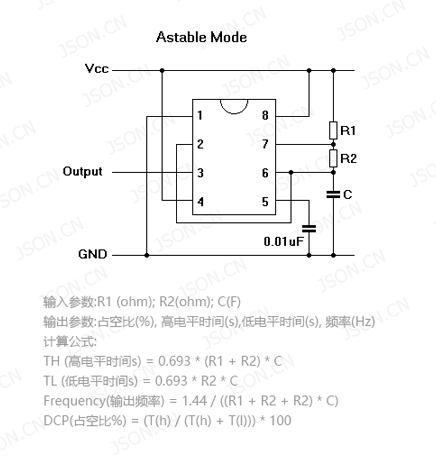 Astable Mode
Vcc
1 8
R1
2 7
R2
Output 3 6
C
4 5
0.01uF
GND
输入参数:R1 (ohm); R2(ohm); C(F)
输出参数:占空比(%), 高电平时间(s),低电平时间(s), 频率(Hz)
计算公式:
TH (高电平时间s) = 0.693 * (R1 + R2) * C
TL (低电平时间s) = 0.693 * R2 * C
Frequency(输出频率) = 1.44 / ((R1 + R2 + R2) * C)
DCP(占空比%) = (T(h) / (T(h) + T(l))) * 100
JSON.CN